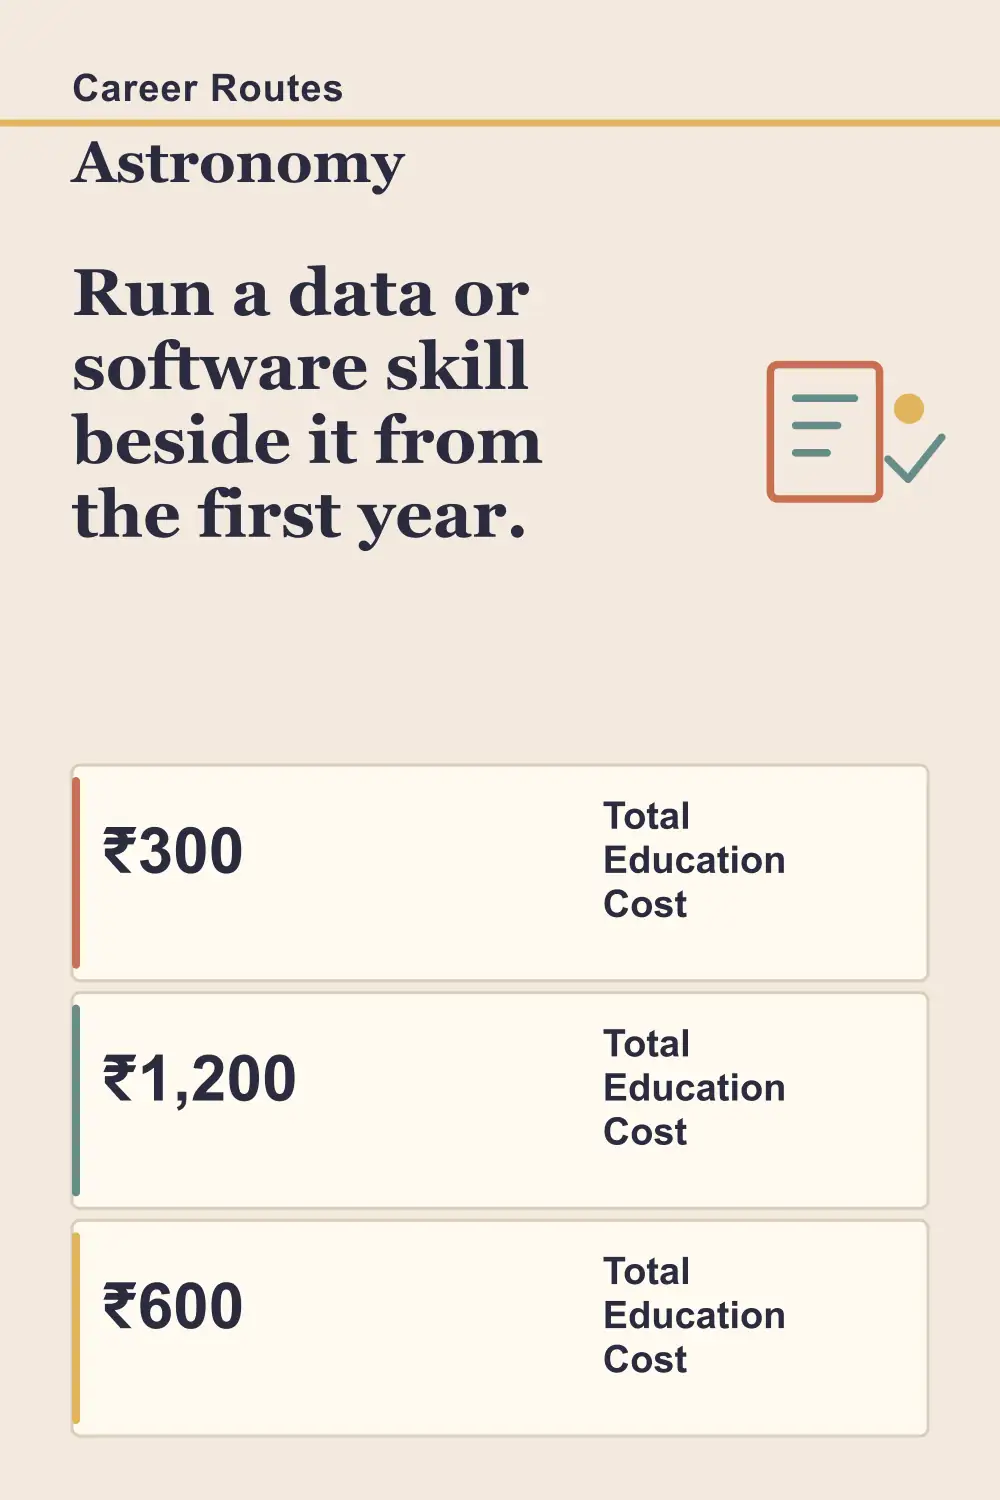 Career Routes
Astronomy
Run a data or
software skill
beside it from
the first year.
₹300
Total
Education
Cost
₹1,200
Total
Education
Cost
₹600
Total
Education
Cost